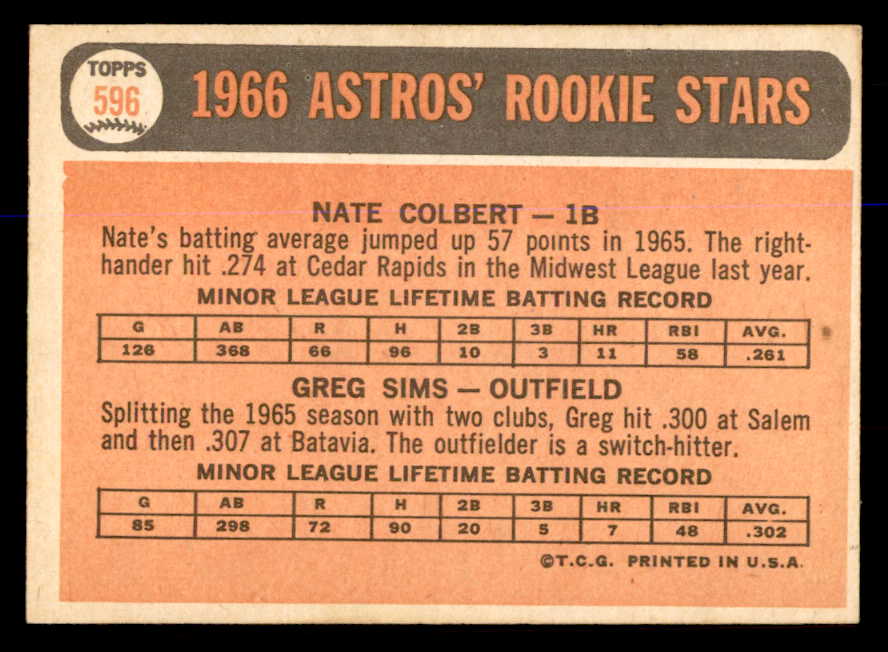 TOPPS
596
1966 ASTROS' ROOKIE STARS
NATE COLBERT — 1B
Nate's batting average jumped up 57 points in 1965. The right-
hander hit .274 at Cedar Rapids in the Midwest League last year.
MINOR LEAGUE LIFETIME BATTING RECORD
G AB R H 2B 3B HR RBI AVG.
126 368 66 96 10 3 11 58 .261
GREG SIMS — OUTFIELD
Splitting the 1965 season with two clubs, Greg hit .300 at Salem
and then .307 at Batavia. The outfielder is a switch-hitter.
MINOR LEAGUE LIFETIME BATTING RECORD
G AB R H 2B 3B HR RBI AVG.
85 298 72 90 20 5 7 48 .302
©T.C.G. PRINTED IN U.S.A.